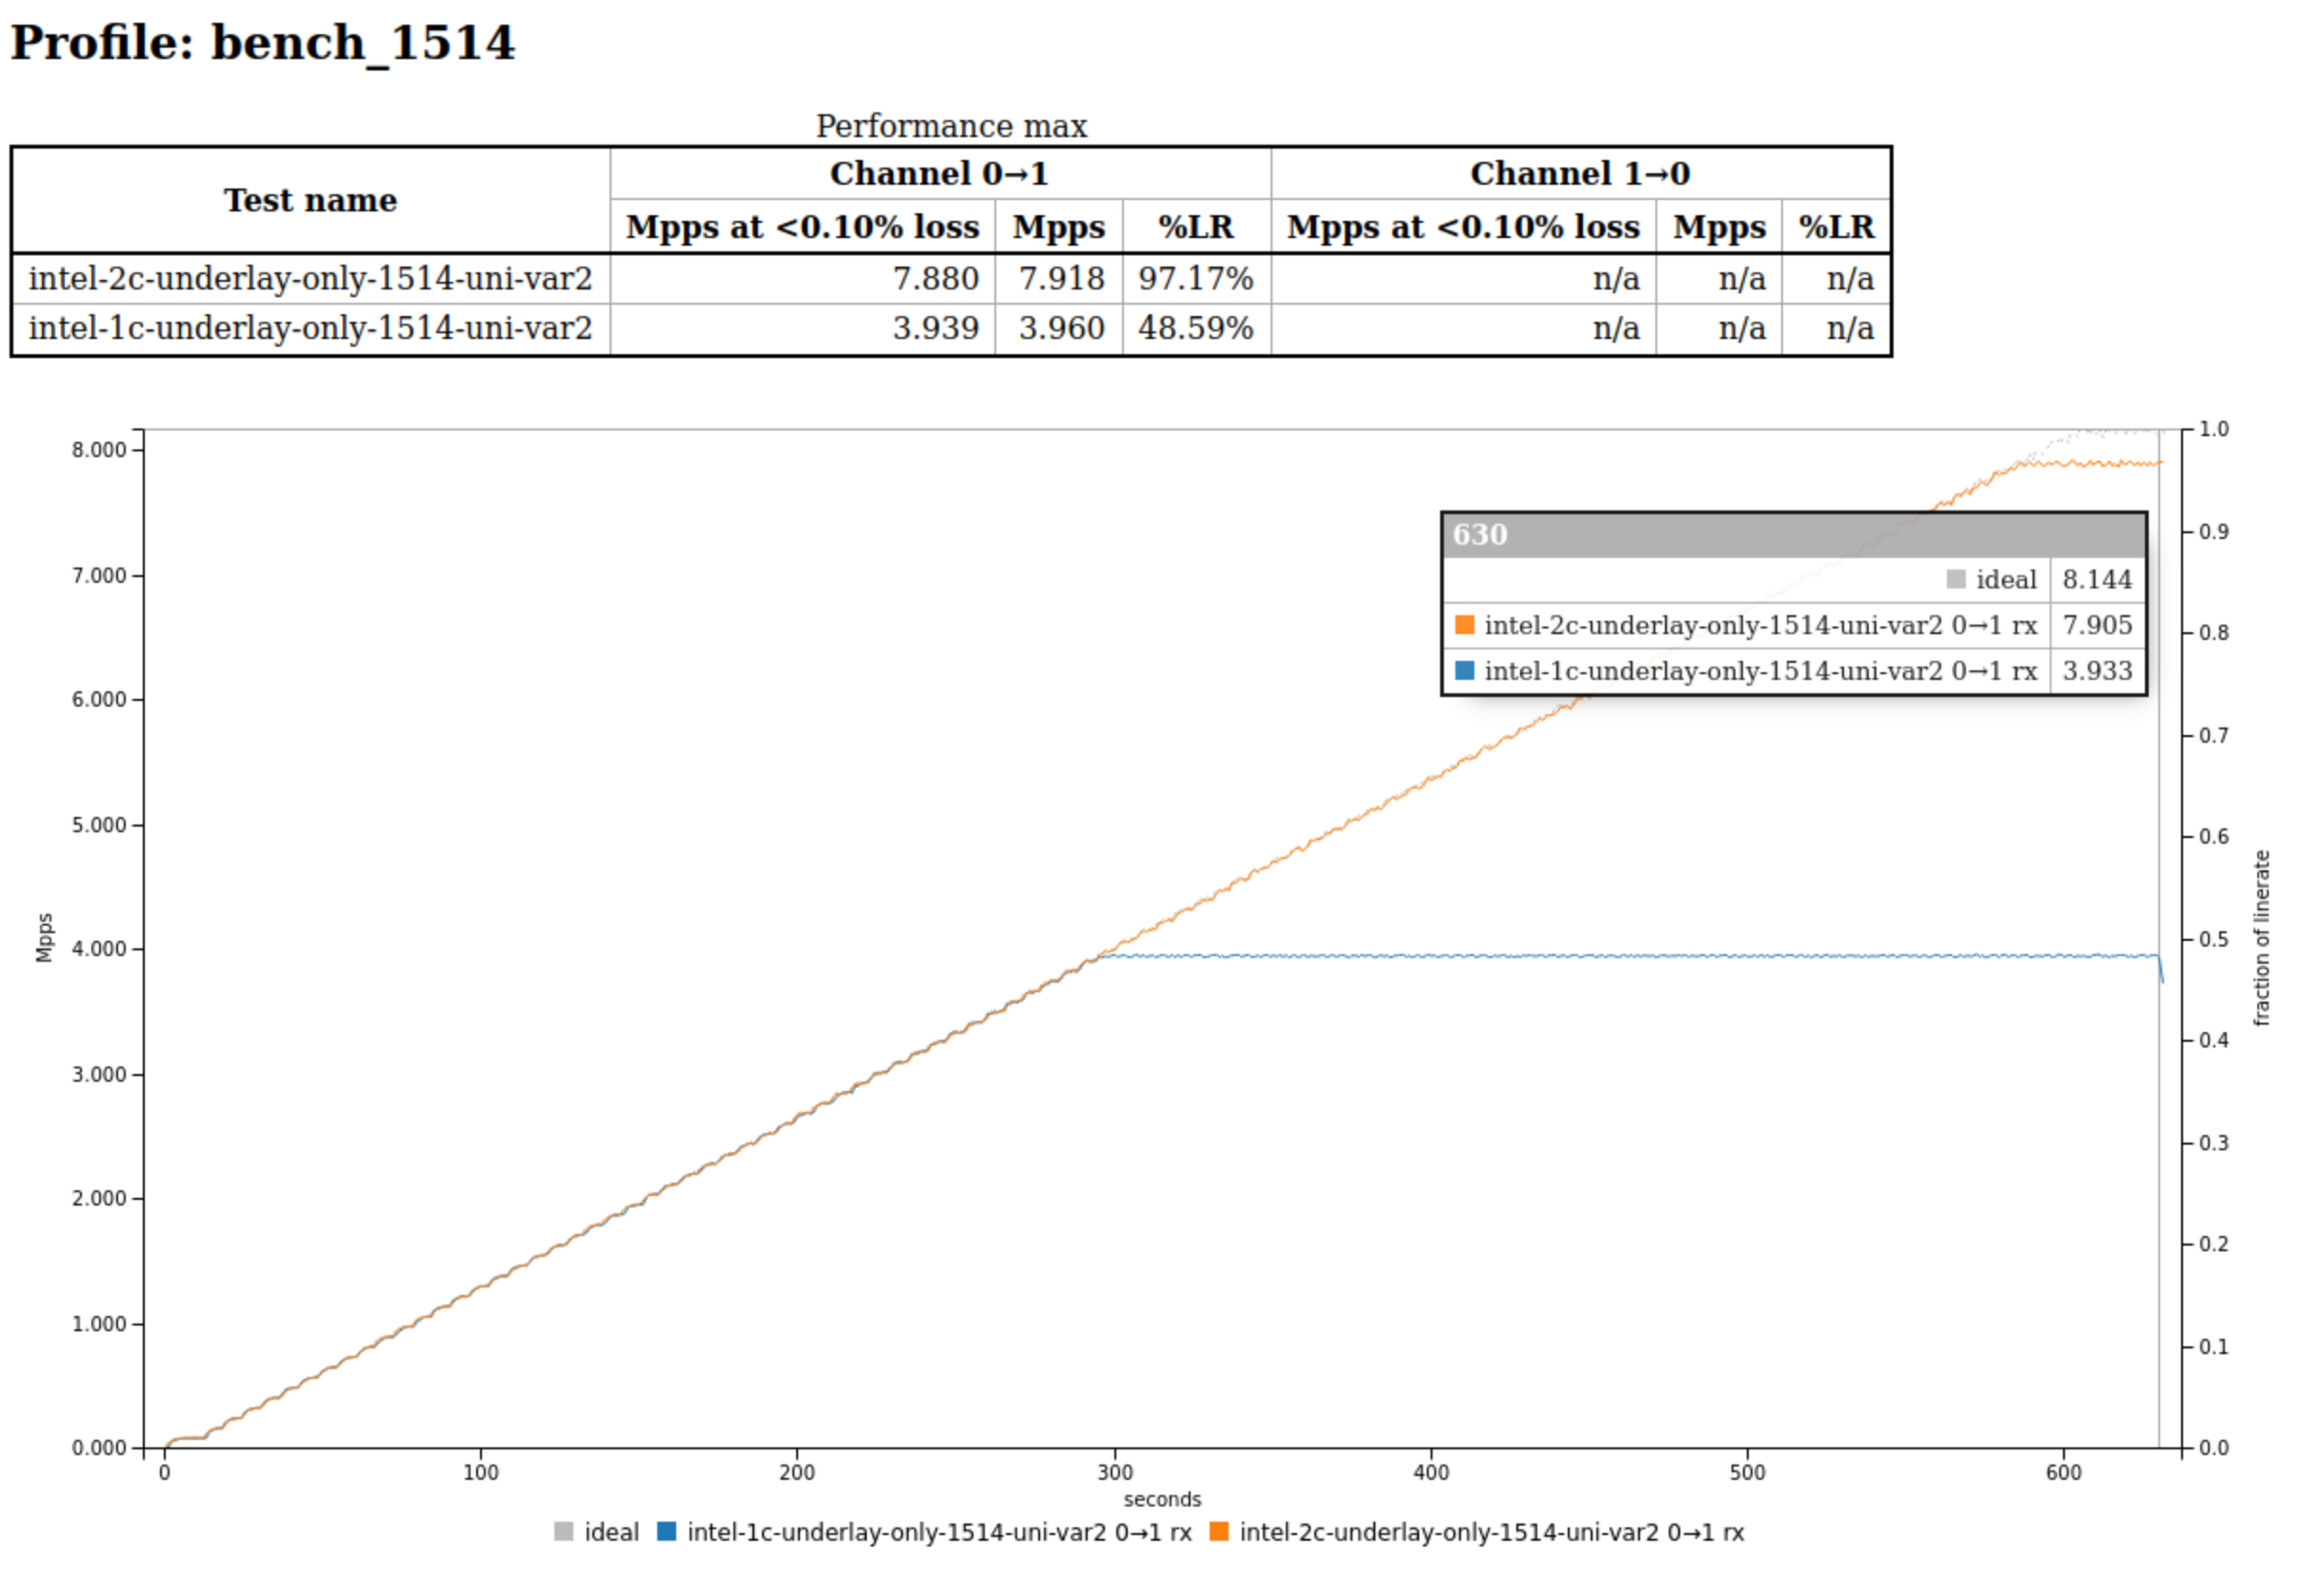 Profile: bench_1514
Performance max
Test name Channel 0→1 Channel 1→0
Mpps at <0.10% loss Mpps %LR Mpps at <0.10% loss Mpps %LR
intel-2c-underlay-only-1514-uni-var2 7.880 7.918 97.17% n/a n/a n/a
intel-1c-underlay-only-1514-uni-var2 3.939 3.960 48.59% n/a n/a n/a
8.000
7.000
6.000
5.000
4.000
3.000
2.000
1.000
0.000
Mpps
630
ideal 8.144
intel-2c-underlay-only-1514-uni-var2 0→1 rx 7.905
intel-1c-underlay-only-1514-uni-var2 0→1 rx 3.933
1.0
0.9
0.8
0.7
0.6
0.5
0.4
0.3
0.2
0.1
0.0
fraction of linerate
0 100 200 300 400 500 600
seconds
ideal intel-1c-underlay-only-1514-uni-var2 0→1 rx intel-2c-underlay-only-1514-uni-var2 0→1 rx